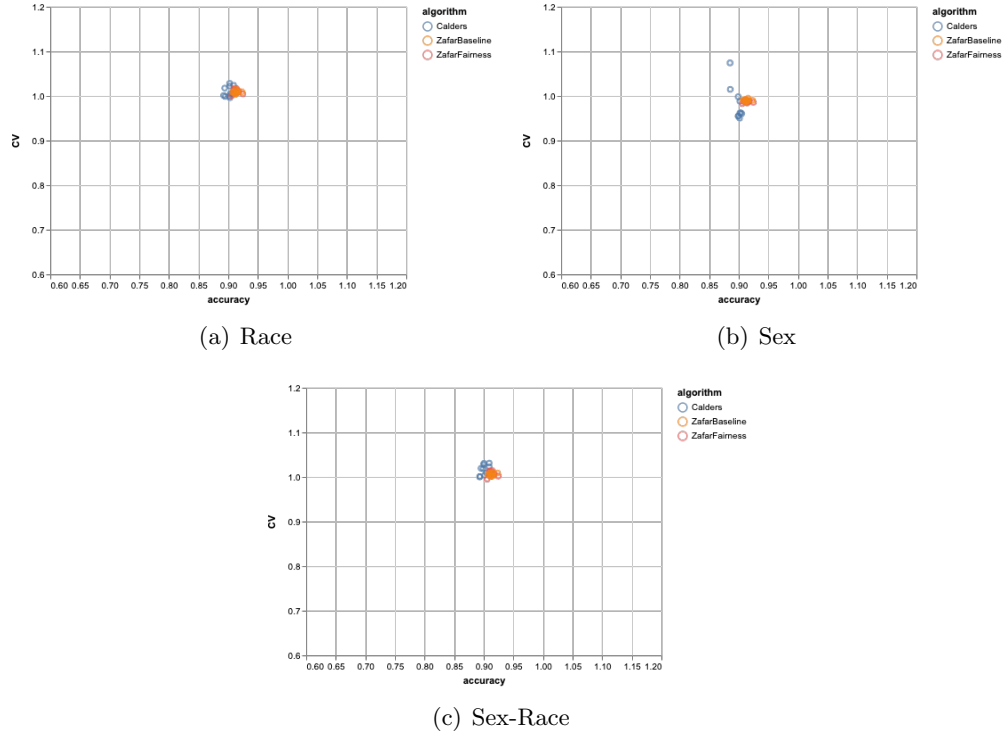 algorithm
Calders
ZafarBaseline
ZafarFairness
1.2
1.1
1.0
0.9
0.8
0.7
0.6
CV
0.60 0.65 0.70 0.75 0.80 0.85 0.90 0.95 1.00 1.05 1.10 1.15 1.20
accuracy
(a) Race
algorithm
Calders
ZafarBaseline
ZafarFairness
1.2
1.1
1.0
0.9
0.8
0.7
0.6
CV
0.60 0.65 0.70 0.75 0.80 0.85 0.90 0.95 1.00 1.05 1.10 1.15 1.20
accuracy
(b) Sex
algorithm
Calders
ZafarBaseline
ZafarFairness
1.2
1.1
1.0
0.9
0.8
0.7
0.6
CV
0.60 0.65 0.70 0.75 0.80 0.85 0.90 0.95 1.00 1.05 1.10 1.15 1.20
accuracy
(c) Sex-Race